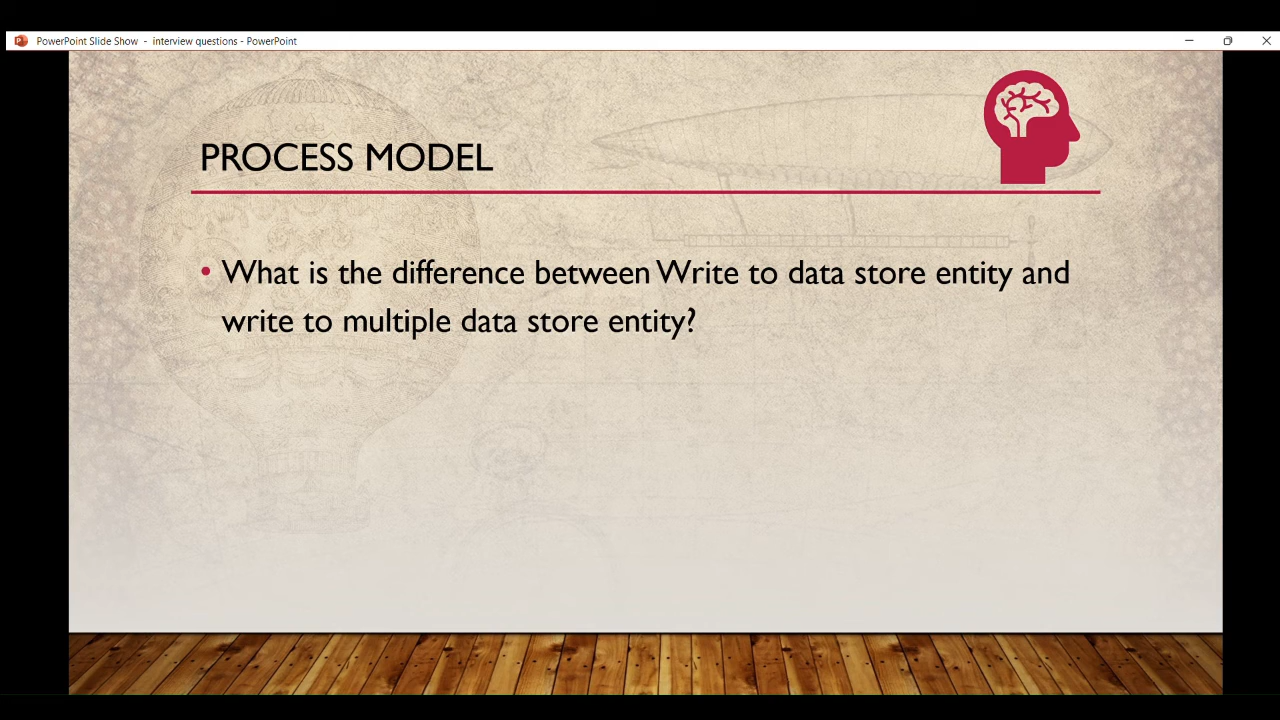 PowerPoint Slide Show - interview questions - PowerPoint
PROCESS MODEL
• What is the difference between Write to data store entity and
write to multiple data store entity?